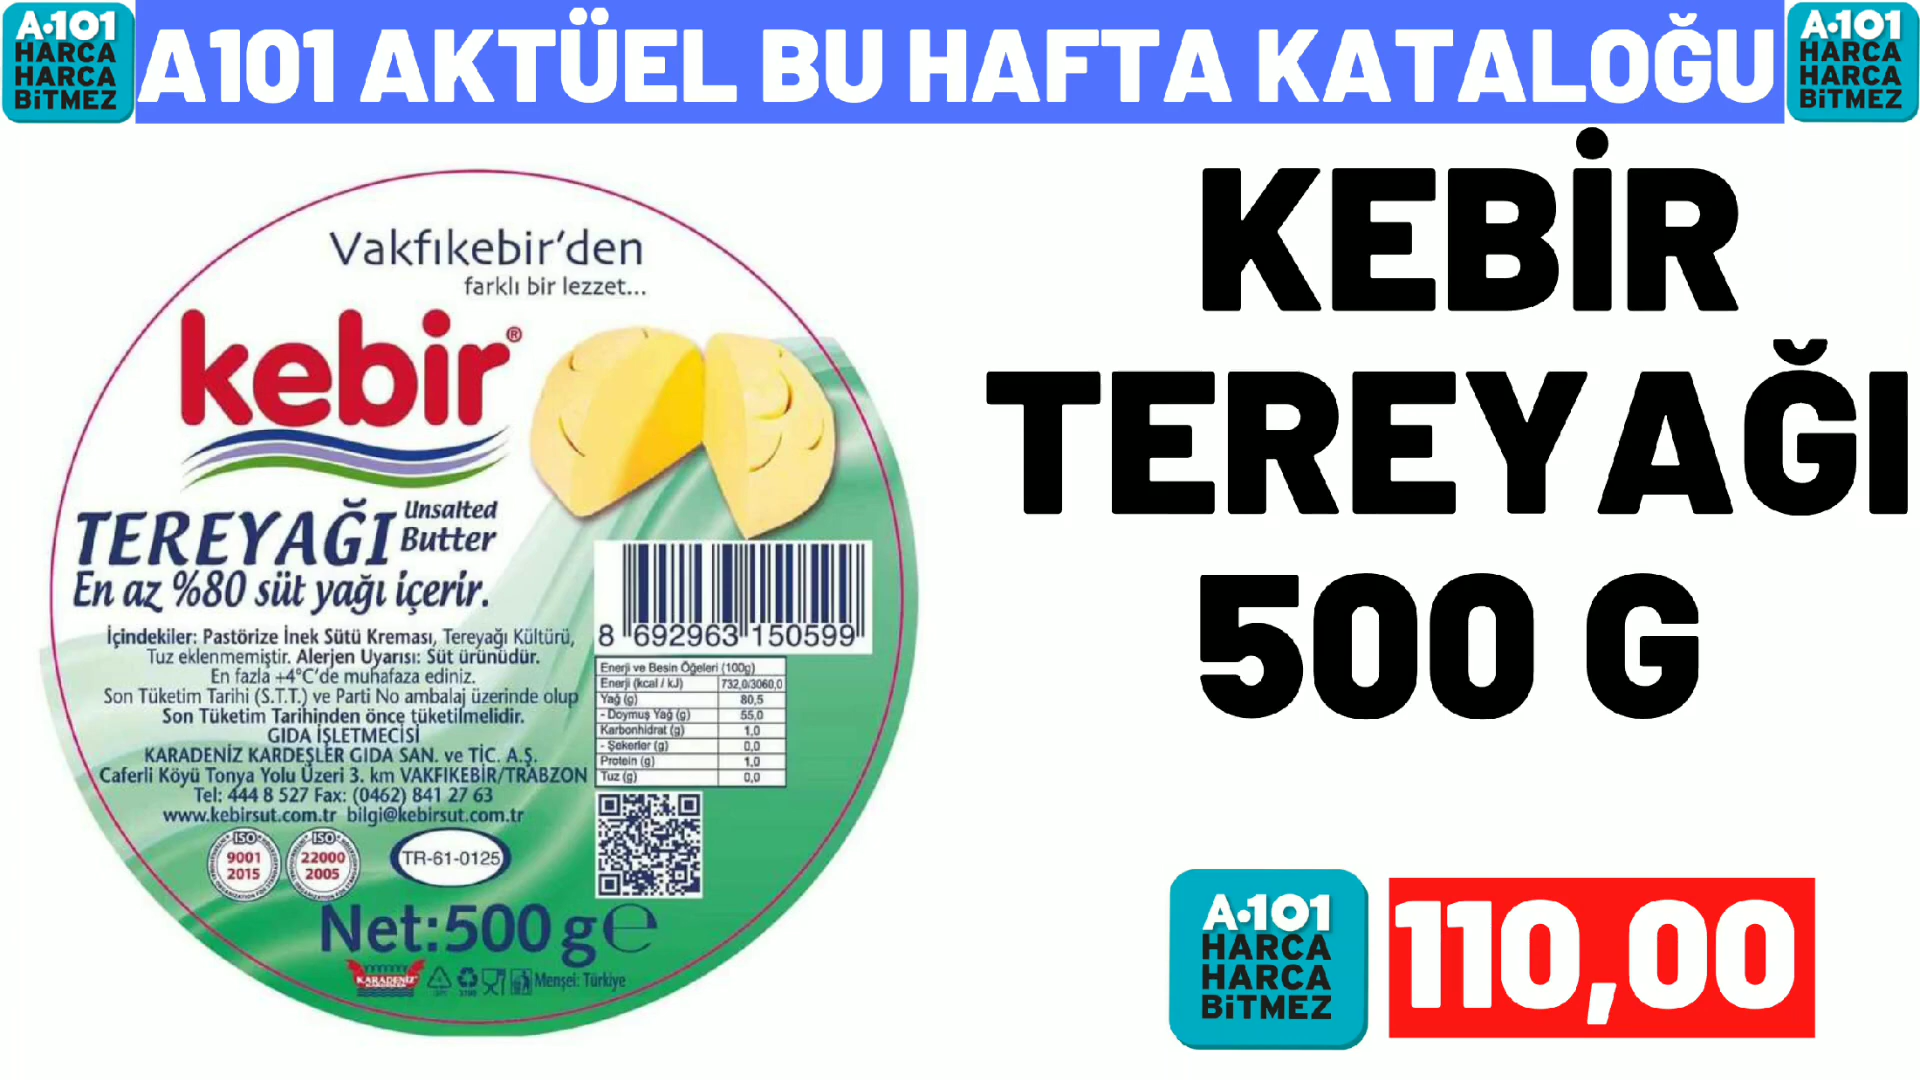 A101
HARCA
HARCA
BiTMEZ
A101 AKTÜEL BU HAFTA KATALOĞU
A101
HARCA
HARCA
BiTMEZ
Vakfıkebir'den
farklı bir lezzet...
kebir®
TEREYAĞI Unsalted Butter
En az %80 süt yağı içerir.
İçindekiler: Pastörize İnek Sütü Kreması, Tereyağı Kültürü,
Tuz eklenmemiştir. Alerjen Uyarısı: Süt ürünüdür.
En fazla +4°C'de muhafaza ediniz.
Son Tüketim Tarihi (S.T.T.) ve Parti No ambalaj üzerinde olup
Son Tüketim Tarihinden önce tüketilmelidir.
GIDA İŞLETMECİSİ
KARADENİZ KARDEŞLER GIDA SAN. ve TİC. A.Ş.
Caferli Köyü Tonya Yolu Üzeri 3. km VAKFIKEBİR/TRABZON
Tel: 444 8 527 Fax: (0462) 841 27 63
www.kebirsut.com.tr bilgi@kebirsut.com.tr
8 692963 150599
Enerji ve Besin Öğeleri (100g)
Enerji (kcal / kJ) 732,0/3060,0
Yağ (g) 80,5
- Doymuş Yağ (g) 55,0
Karbonhidrat (g) 1,0
- Şekerler (g) 0,0
Protein (g) 1,0
Tuz (g) 0,0
ISO
9001
2015
ISO
22000
2005
TR-61-0125
Net:500 g e
KARADENİZ
Menşei: Türkiye
KEBİR
TEREYAĞI
500 G
A101
HARCA
HARCA
BiTMEZ
110,00